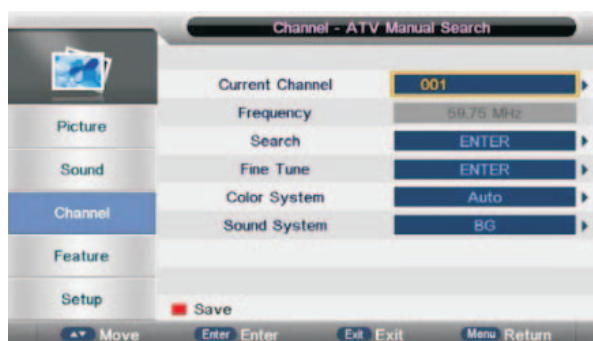 Channel - ATV Manual Search
Picture
Sound
Channel
Feature
Setup
Current Channel 001
Frequency 59.75 MHz
Search ENTER
Fine Tune ENTER
Color System Auto
Sound System BG
Save
Move Enter Enter Exit Exit Menu Return